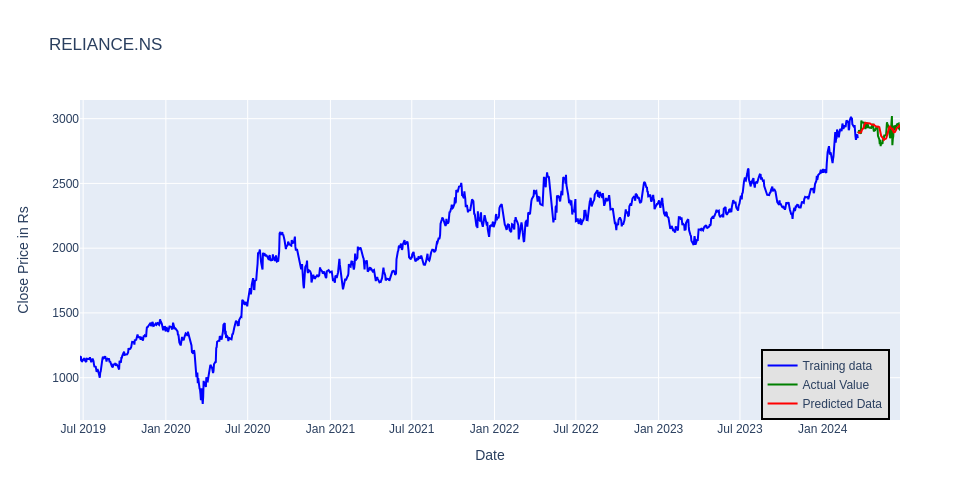 RELIANCE.NS
Close Price in Rs
3000
2500
2000
1500
1000
Training data
Actual Value
Predicted Data
Jul 2019 Jan 2020 Jul 2020 Jan 2021 Jul 2021 Jan 2022 Jul 2022 Jan 2023 Jul 2023 Jan 2024
Date